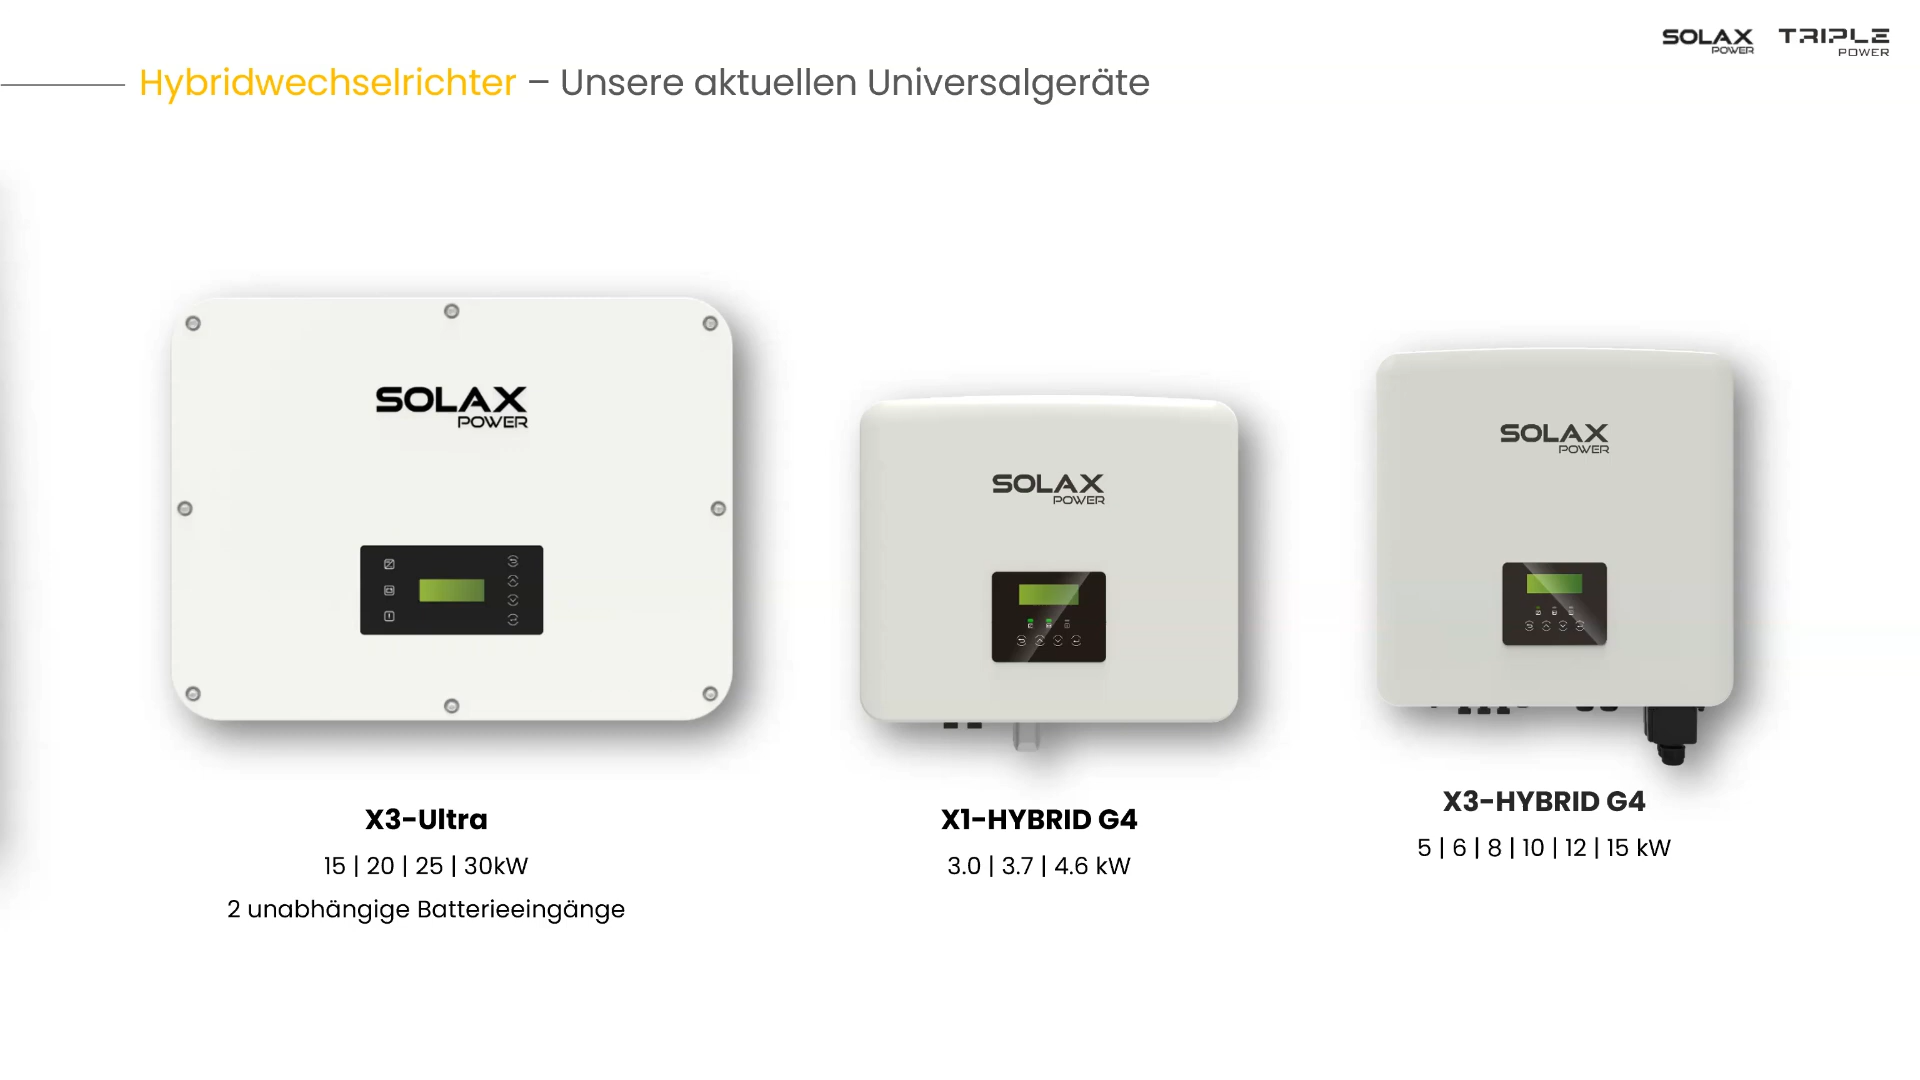 SOLAX
POWER
TRIPLE
POWER
Hybridwechselrichter – Unsere aktuellen Universalgeräte
SOLAX
POWER
SOLAX
POWER
SOLAX
POWER
X3-Ultra
15 | 20 | 25 | 30kW
2 unabhängige Batterieeingänge
X1-HYBRID G4
3.0 | 3.7 | 4.6 kW
X3-HYBRID G4
5 | 6 | 8 | 10 | 12 | 15 kW